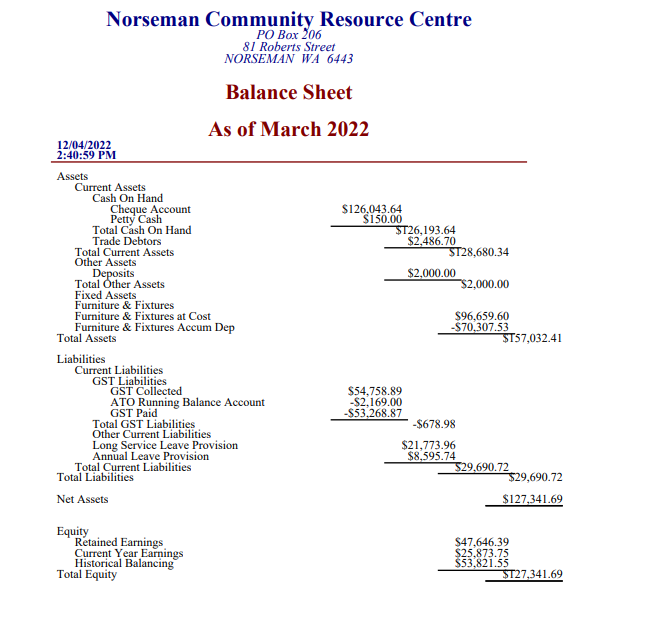 Norseman Community Resource Centre
PO Box 206
81 Roberts Street
NORSEMAN WA 6443
Balance Sheet
As of March 2022
12/04/2022
2:40:59 PM
Assets
Current Assets
Cash On Hand
Cheque Account $126,043.64
Petty Cash $150.00
Total Cash On Hand $126,193.64
Trade Debtors $2,486.70
Total Current Assets $128,680.34
Other Assets
Deposits $2,000.00
Total Other Assets $2,000.00
Fixed Assets
Furniture & Fixtures
Furniture & Fixtures at Cost $96,659.60
Furniture & Fixtures Accum Dep -$70,307.53
Total Assets $157,032.41
Liabilities
Current Liabilities
GST Liabilities
GST Collected $54,758.89
ATO Running Balance Account -$2,169.00
GST Paid -$53,268.87
Total GST Liabilities -$678.98
Other Current Liabilities
Long Service Leave Provision $21,773.96
Annual Leave Provision $8,595.74
Total Current Liabilities $29,690.72
Total Liabilities $29,690.72
Net Assets $127,341.69
Equity
Retained Earnings $47,646.39
Current Year Earnings $25,873.75
Historical Balancing $53,821.55
Total Equity $127,341.69